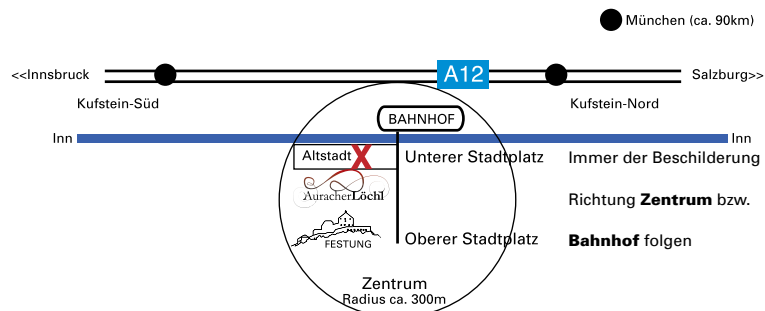 München (ca. 90km)
<<Innsbruck
A12
Salzburg>>
Kufstein-Süd
Kufstein-Nord
BAHNHOF
Inn
Inn
Altstadt
Unterer Stadtplatz
Immer der Beschilderung
AuracherLöchl
Richtung Zentrum bzw.
FESTUNG
Oberer Stadtplatz
Bahnhof folgen
Zentrum
Radius ca. 300m